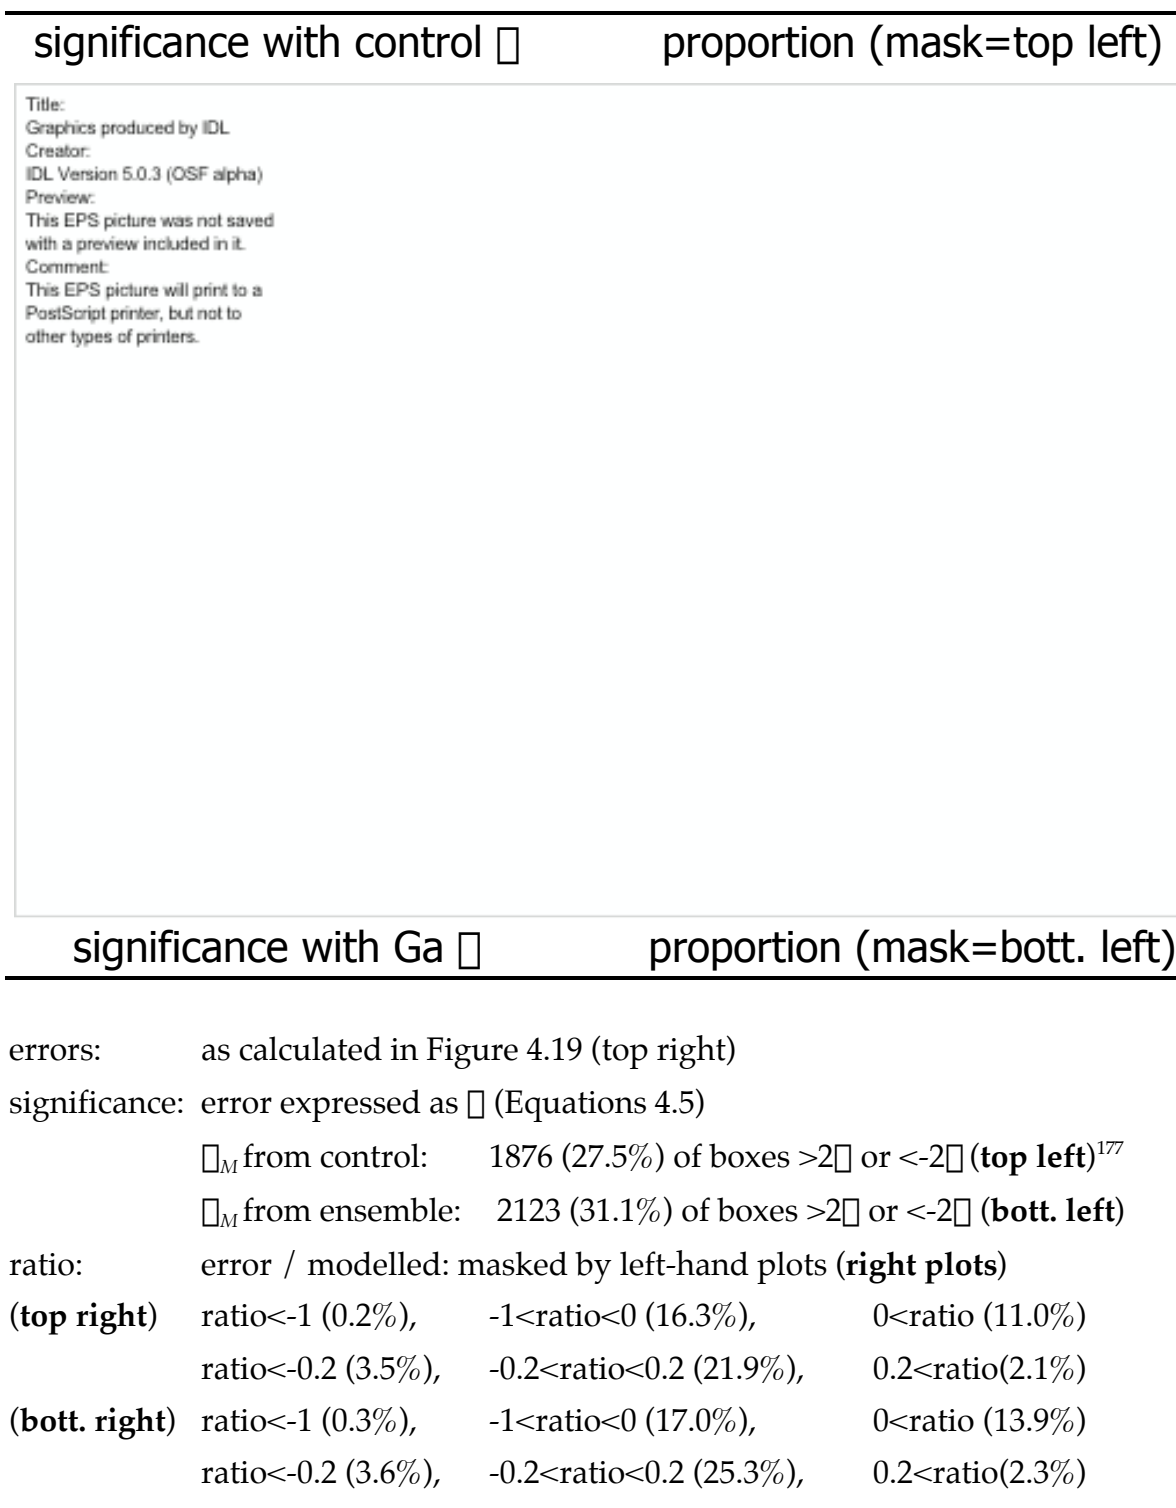 significance with control ▯ proportion (mask=top left)
Title:
Graphics produced by IDL
Creator:
IDL Version 5.0.3 (OSF alpha)
Preview:
This EPS picture was not saved
with a preview included in it.
Comment:
This EPS picture will print to a
PostScript printer, but not to
other types of printers.
significance with Ga ▯ proportion (mask=bott. left)
errors: as calculated in Figure 4.19 (top right)
significance: error expressed as ▯ (Equations 4.5)
▯M from control: 1876 (27.5%) of boxes >2▯ or <-2▯ (top left)177
▯M from ensemble: 2123 (31.1%) of boxes >2▯ or <-2▯ (bott. left)
ratio: error / modelled: masked by left-hand plots (right plots)
(top right) ratio<-1 (0.2%), -1<ratio<0 (16.3%), 0<ratio (11.0%)
ratio<-0.2 (3.5%), -0.2<ratio<0.2 (21.9%), 0.2<ratio(2.1%)
(bott. right) ratio<-1 (0.3%), -1<ratio<0 (17.0%), 0<ratio (13.9%)
ratio<-0.2 (3.6%), -0.2<ratio<0.2 (25.3%), 0.2<ratio(2.3%)